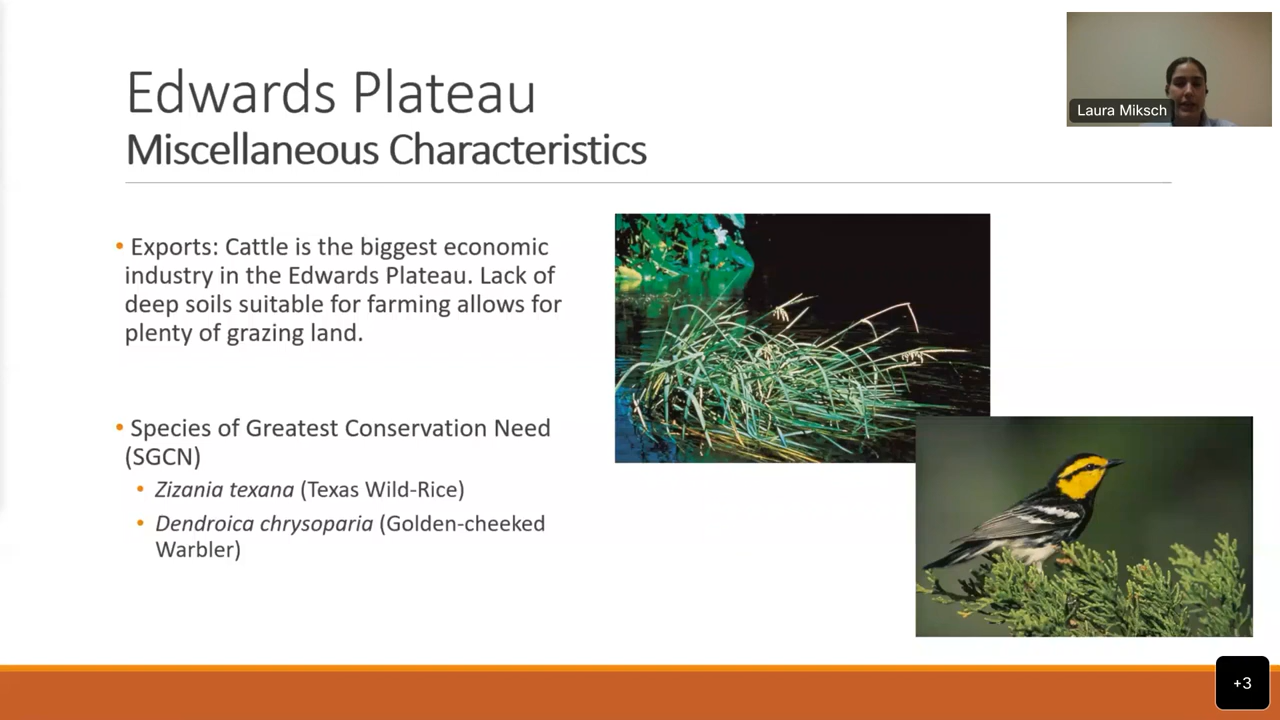 Edwards Plateau
Miscellaneous Characteristics
Laura Miksch
• Exports: Cattle is the biggest economic
industry in the Edwards Plateau. Lack of
deep soils suitable for farming allows for
plenty of grazing land.
• Species of Greatest Conservation Need
(SGCN)
• Zizania texana (Texas Wild-Rice)
• Dendroica chrysoparia (Golden-cheeked
Warbler)
+3